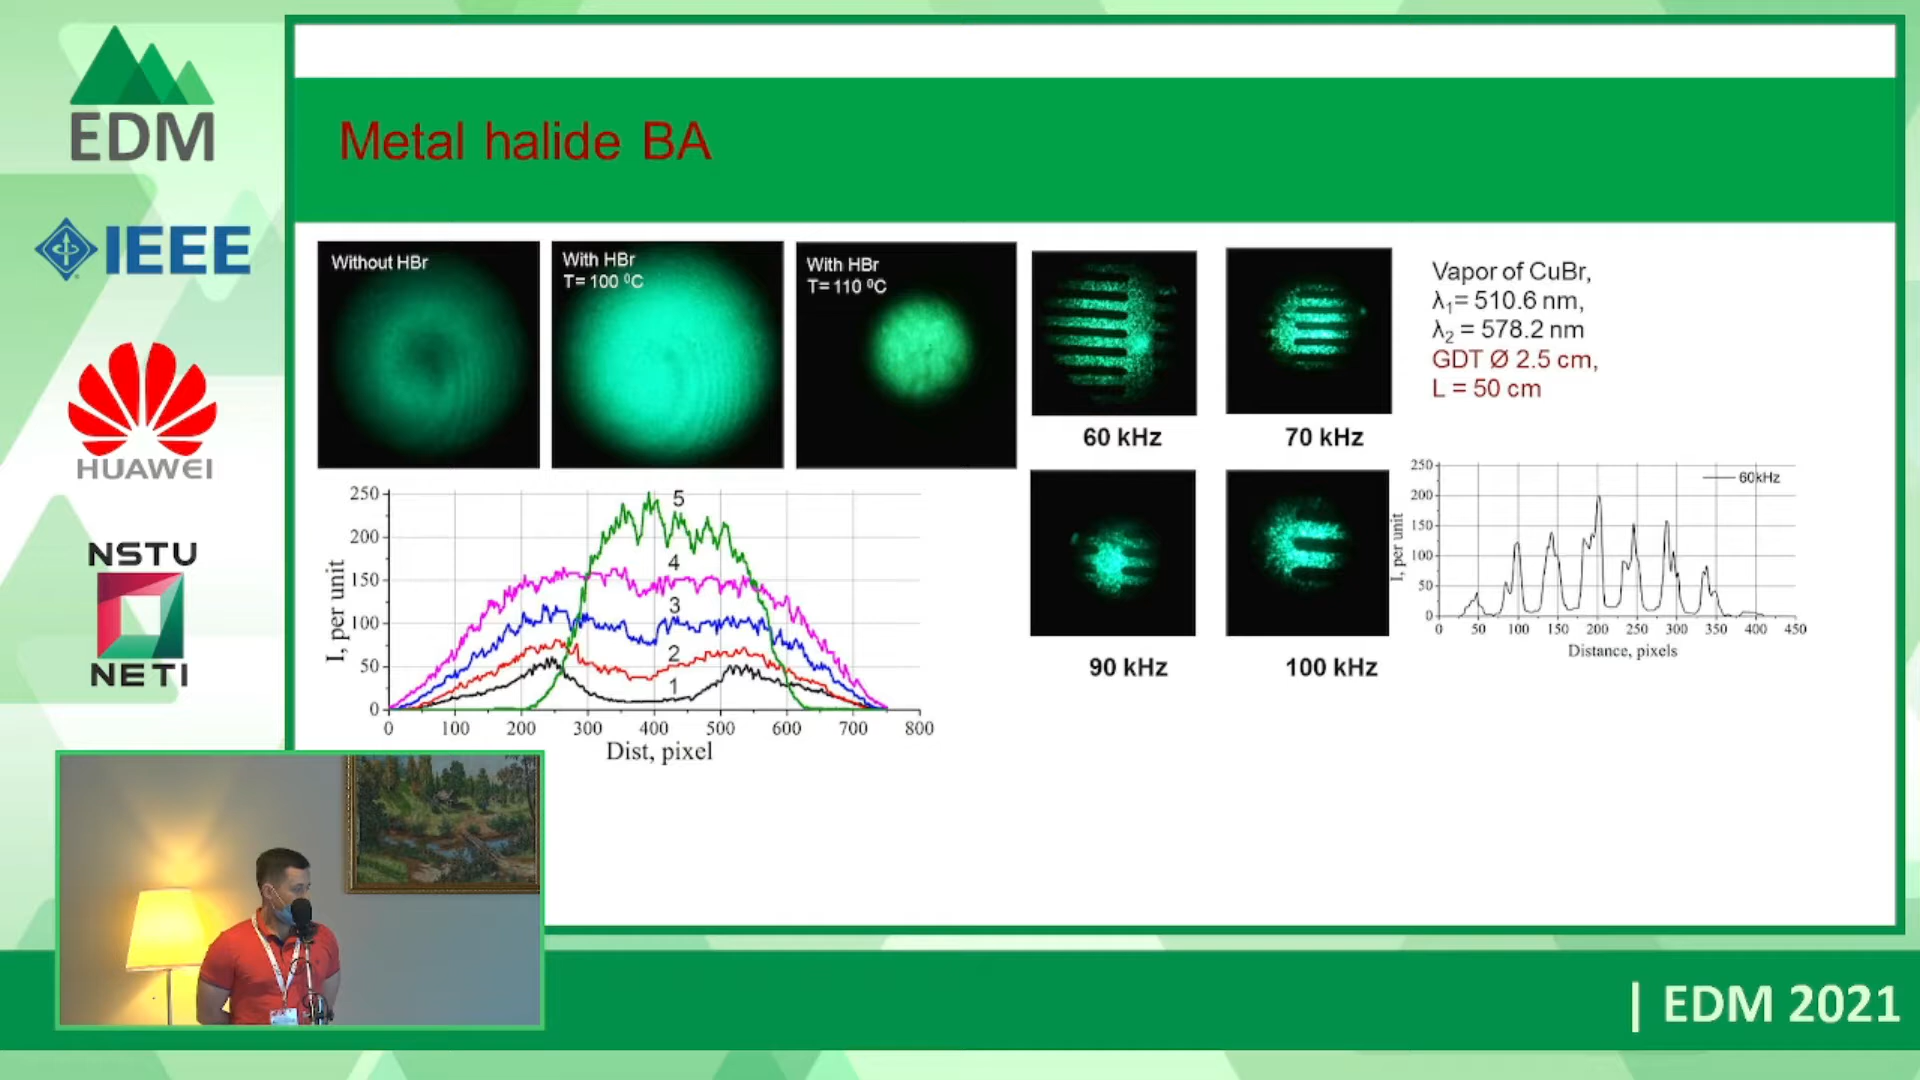 EDM
IEEE
HUAWEI
NSTU
NETI
Metal halide BA
Without HBr
With HBr
T= 100 ⁰C
With HBr
T= 110 ⁰C
60 kHz
70 kHz
90 kHz
100 kHz
Vapor of CuBr,
λ₁= 510.6 nm,
λ₂ = 578.2 nm
GDT Ø 2.5 cm,
L = 50 cm
I, per unit
250
200
150
100
50
0
5
4
3
2
1
0 100 200 300 400 500 600 700 800
Dist, pixel
I, per unit
250
200
150
100
50
0
60kHz
0 50 100 150 200 250 300 350 400 450
Distance, pixels
| EDM 2021